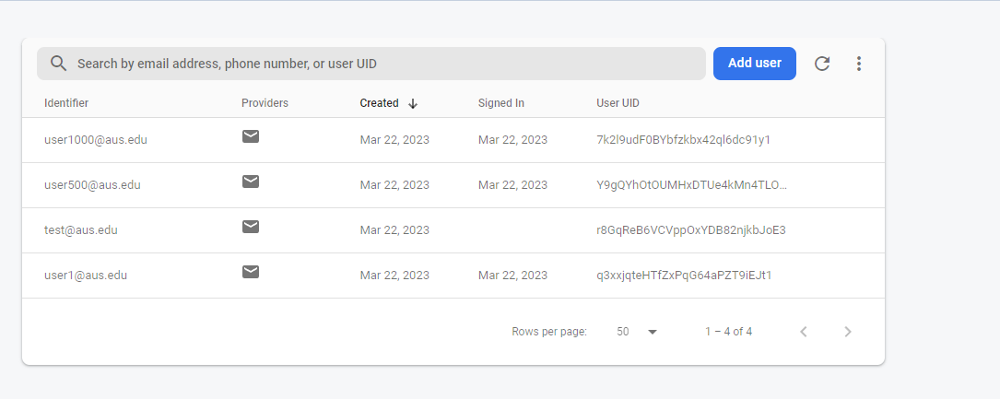 Search by email address, phone number, or user UID Add user
Identifier Providers Created Signed In User UID
user1000@aus.edu Mar 22, 2023 Mar 22, 2023 7k2l9udF0BYbfzkbx42ql6dc91y1
user500@aus.edu Mar 22, 2023 Mar 22, 2023 Y9gQYhOtOUMHxDTUe4kMn4TLO...
test@aus.edu Mar 22, 2023 r8GqReB6VCVppOxYDB82njkbJoE3
user1@aus.edu Mar 22, 2023 Mar 22, 2023 q3xxjqteHTfZxPqG64aPZT9iEJt1
Rows per page: 50 1 – 4 of 4